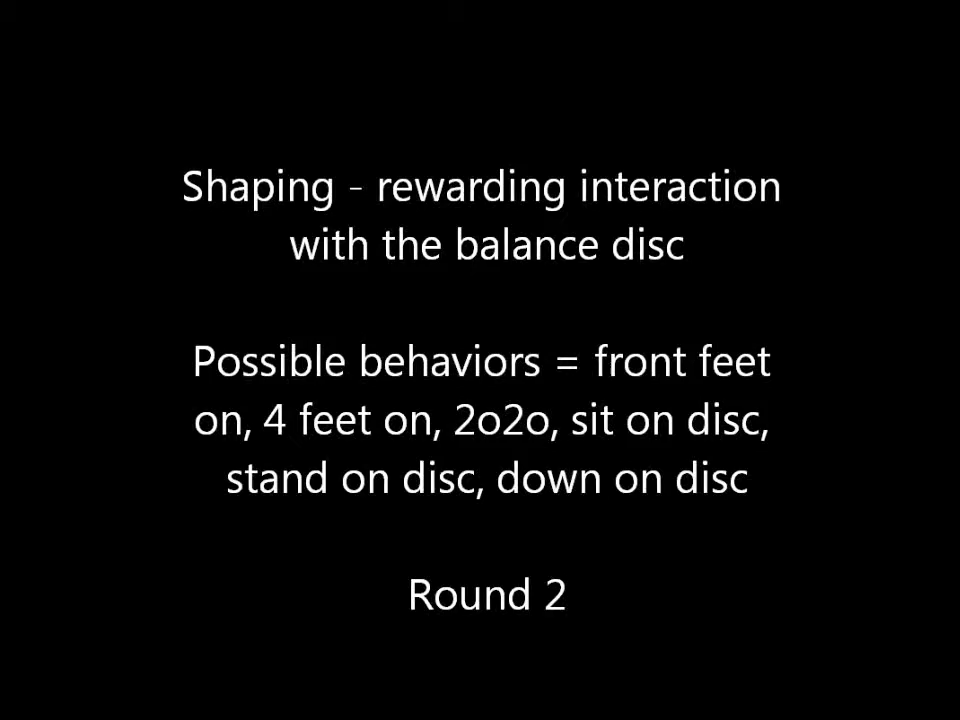 Shaping - rewarding interaction
with the balance disc
Possible behaviors = front feet
on, 4 feet on, 2o2o, sit on disc,
stand on disc, down on disc
Round 2